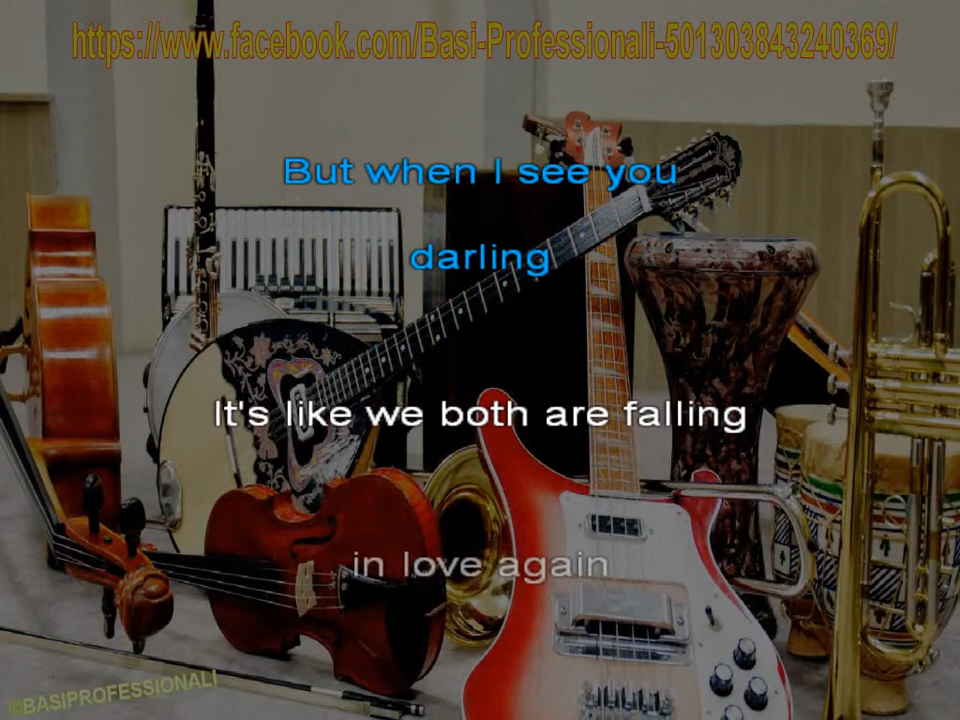 https://www.facebook.com/Basi-Professionali-501303843240369/
But when I see you
darling
It's like we both are falling
in love again
©BASIPROFESSIONALI